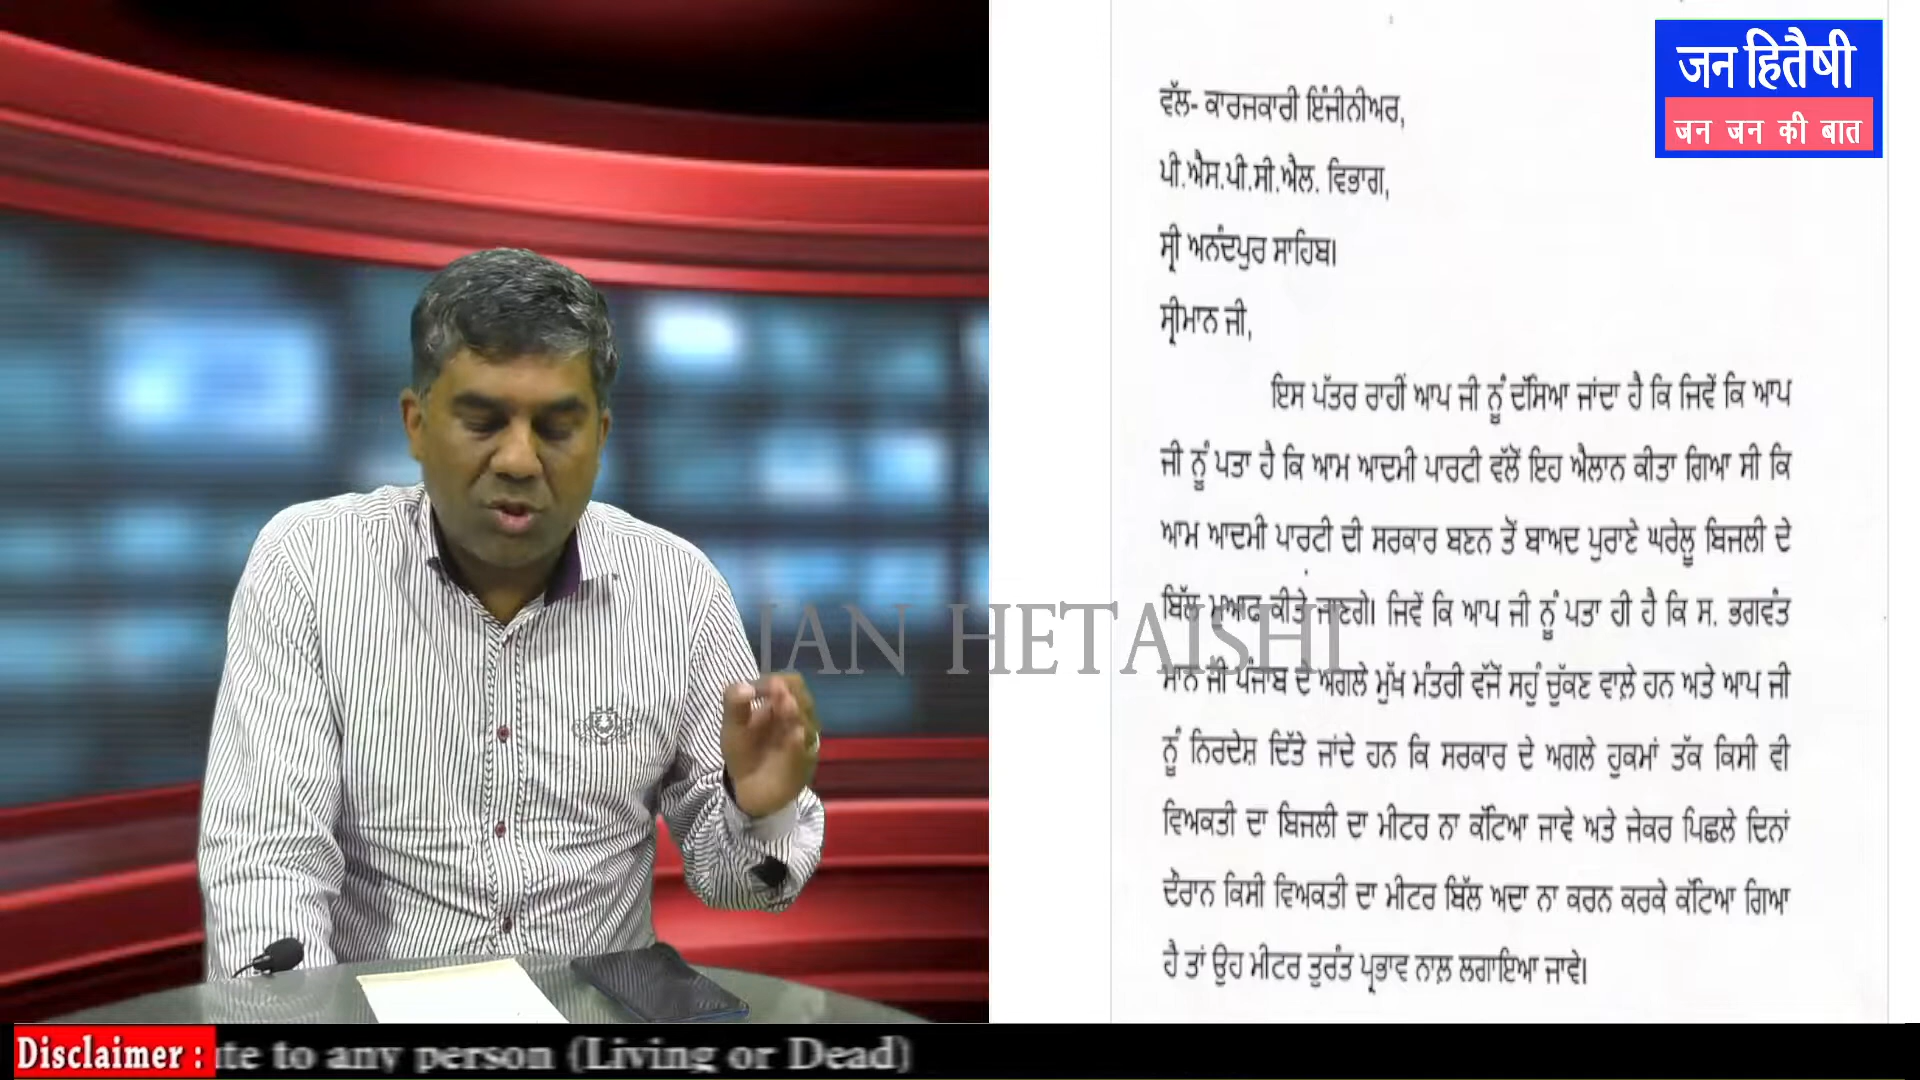 जन हितैषी
जन जन की बात
ਵੱਲ- ਕਾਰਜਕਾਰੀ ਇੰਜੀਨੀਅਰ,
ਪੀ.ਐਸ.ਪੀ.ਸੀ.ਐਲ. ਵਿਭਾਗ,
ਸ੍ਰੀ ਅਨੰਦਪੁਰ ਸਾਹਿਬ।
ਸ੍ਰੀਮਾਨ ਜੀ,
ਇਸ ਪੱਤਰ ਰਾਹੀਂ ਆਪ ਜੀ ਨੂੰ ਦੱਸਿਆ ਜਾਂਦਾ ਹੈ ਕਿ ਜਿਵੇਂ ਕਿ ਆਪ
ਜੀ ਨੂੰ ਪਤਾ ਹੈ ਕਿ ਆਮ ਆਦਮੀ ਪਾਰਟੀ ਵੱਲੋਂ ਇਹ ਐਲਾਨ ਕੀਤਾ ਗਿਆ ਸੀ ਕਿ
ਆਮ ਆਦਮੀ ਪਾਰਟੀ ਦੀ ਸਰਕਾਰ ਬਣਨ ਤੋਂ ਬਾਅਦ ਪੁਰਾਣੇ ਘਰੇਲੂ ਬਿਜਲੀ ਦੇ
ਬਿੱਲ ਮੁਆਫ ਕੀਤੇ ਜਾਣਗੇ। ਜਿਵੇਂ ਕਿ ਆਪ ਜੀ ਨੂੰ ਪਤਾ ਹੀ ਹੈ ਕਿ ਸ. ਭਗਵੰਤ
ਮਾਨ ਜੀ ਪੰਜਾਬ ਦੇ ਅਗਲੇ ਮੁੱਖ ਮੰਤਰੀ ਵੱਜੋਂ ਸਹੁੰ ਚੁੱਕਣ ਵਾਲ਼ੇ ਹਨ ਅਤੇ ਆਪ ਜੀ
ਨੂੰ ਨਿਰਦੇਸ਼ ਦਿੱਤੇ ਜਾਂਦੇ ਹਨ ਕਿ ਸਰਕਾਰ ਦੇ ਅਗਲੇ ਹੁਕਮਾਂ ਤੱਕ ਕਿਸੀ ਵੀ
ਵਿਅਕਤੀ ਦਾ ਬਿਜਲੀ ਦਾ ਮੀਟਰ ਨਾ ਕੱਟਿਆ ਜਾਵੇ ਅਤੇ ਜੇਕਰ ਪਿਛਲੇ ਦਿਨਾਂ
ਦੌਰਾਨ ਕਿਸੀ ਵਿਅਕਤੀ ਦਾ ਮੀਟਰ ਬਿੱਲ ਅਦਾ ਨਾ ਕਰਨ ਕਰਕੇ ਕੱਟਿਆ ਗਿਆ
ਹੈ ਤਾਂ ਉਹ ਮੀਟਰ ਤੁਰੰਤ ਪ੍ਰਭਾਵ ਨਾਲ਼ ਲਗਾਇਆ ਜਾਵੇ।
JAN HETAISHI
Disclaimer : to any person (Living or Dead)